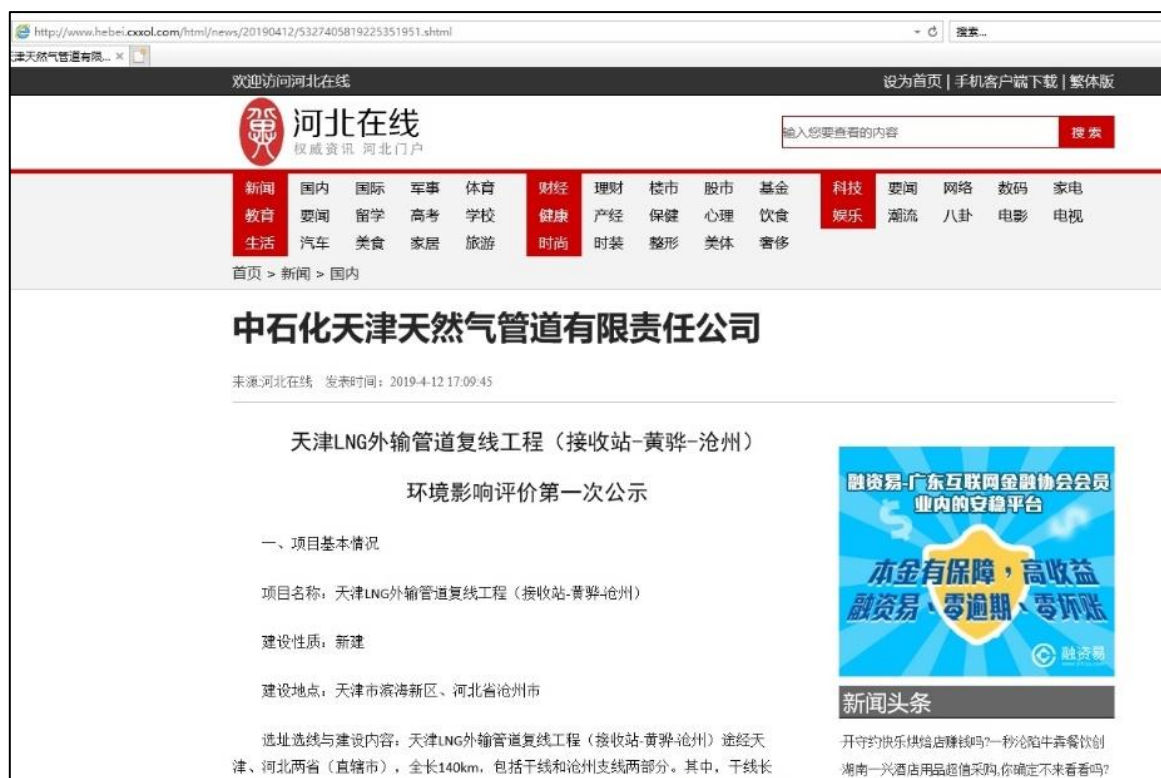 http://www.hebei.cxxol.com/html/news/20190412/5327405819225351951.shtml
搜索...
天津天然气管道有限...
欢迎访问河北在线
设为首页 | 手机客户端下载 | 繁体版
河北在线
权威资讯 河北门户
输入您要查看的内容
搜索
新闻 国内 国际 军事 体育 财经 理财 楼市 股市 基金 科技 要闻 网络 数码 家电
教育 要闻 留学 高考 学校 健康 产经 保健 心理 饮食 娱乐 潮流 八卦 电影 电视
生活 汽车 美食 家居 旅游 时尚 时装 整形 美体 奢侈
首页 > 新闻 > 国内
中石化天津天然气管道有限责任公司
来源:河北在线 发表时间：2019-4-12 17:09:45
天津LNG外输管道复线工程（接收站-黄骅-沧州）
环境影响评价第一次公示
一、项目基本情况
项目名称：天津LNG外输管道复线工程（接收站-黄骅-沧州）
建设性质：新建
建设地点：天津市滨海新区、河北省沧州市
选址选线与建设内容：天津LNG外输管道复线工程（接收站-黄骅-沧州）途经天
津、河北两省（直辖市），全长140km，包括干线和沧州支线两部分。其中，干线长
融资易-广东互联网金融协会会员
业内的安稳平台
本金有保障，高收益
融资易、零逾期、零坏账
融资易
新闻头条
·开守约快乐烘焙店赚钱吗?一秒沦陷牛犇餐饮创
·湖南一兴酒店用品超值采购,你确定不来看看吗?